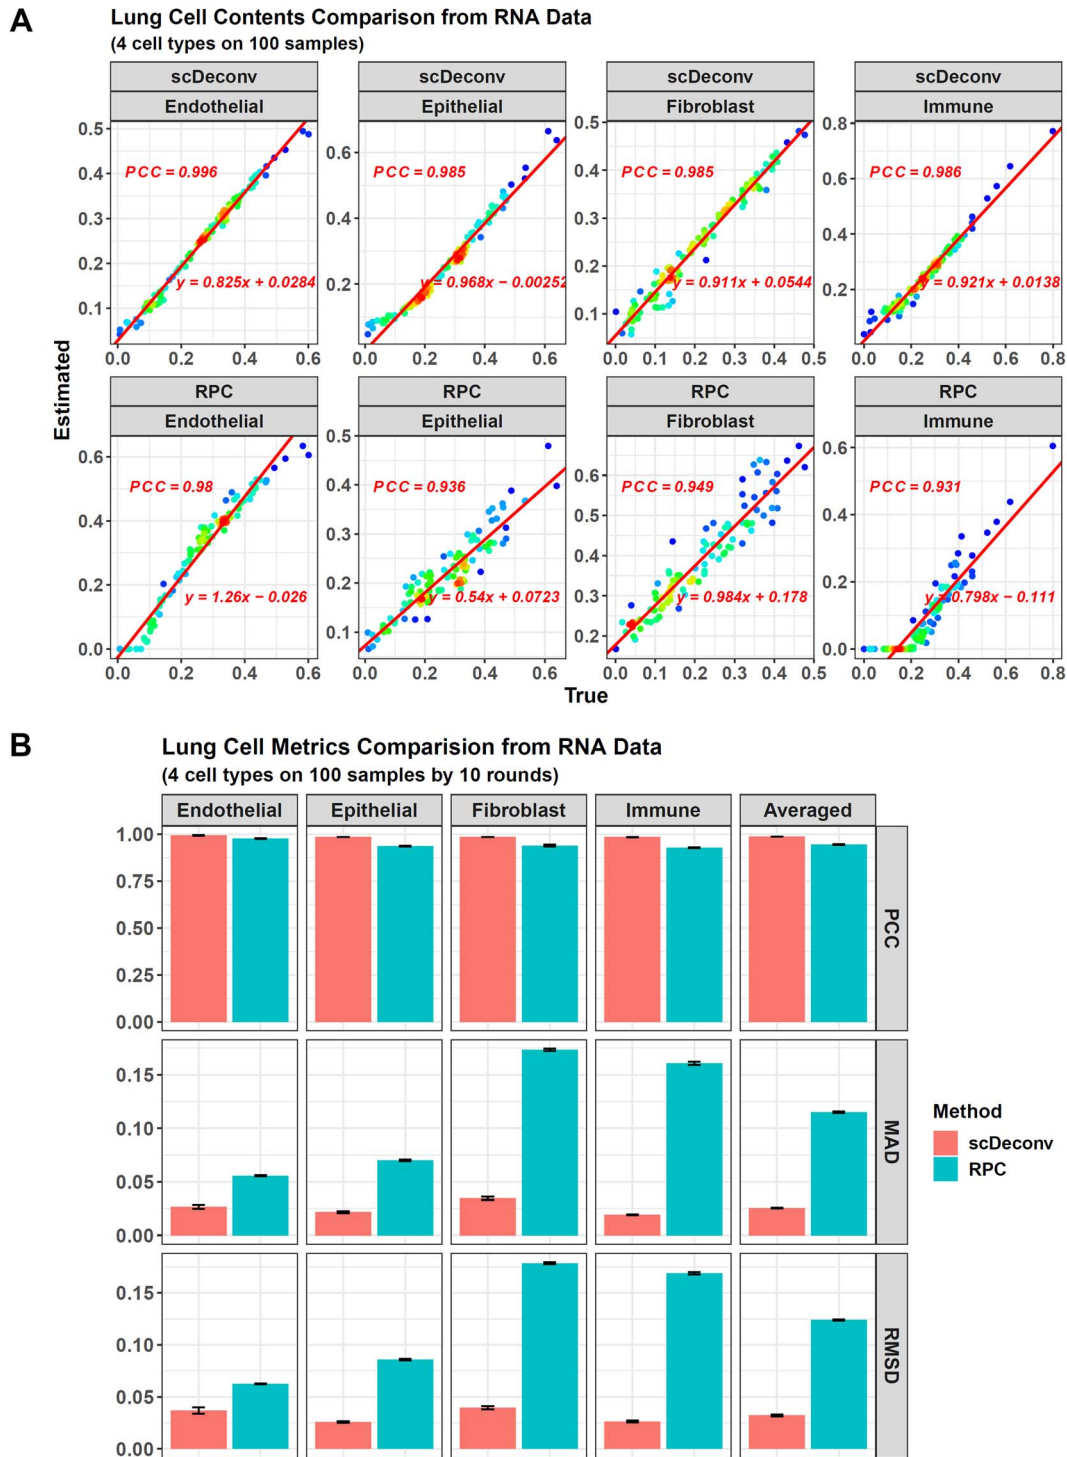 A
Lung Cell Contents Comparison from RNA Data
(4 cell types on 100 samples)
scDeconv scDeconv scDeconv scDeconv
Endothelial Epithelial Fibroblast Immune
PCC = 0.996 PCC = 0.985 PCC = 0.985 PCC = 0.986
y = 0.825x + 0.0284 y = 0.968x − 0.00252 y = 0.911x + 0.0544 y = 0.921x + 0.0138
0.5 0.4 0.3 0.2 0.1
0.6 0.4 0.2
0.5 0.4 0.3 0.2 0.1
0.8 0.6 0.4 0.2
0.0 0.2 0.4 0.6
0.0 0.2 0.4 0.6
0.0 0.1 0.2 0.3 0.4 0.5
0.0 0.2 0.4 0.6 0.8
Estimated
RPC RPC RPC RPC
Endothelial Epithelial Fibroblast Immune
PCC = 0.98 PCC = 0.936 PCC = 0.949 PCC = 0.931
y = 1.26x − 0.026 y = 0.54x + 0.0723 y = 0.984x + 0.178 y = 0.798x − 0.111
0.6 0.4 0.2 0.0
0.5 0.4 0.3 0.2 0.1
0.6 0.5 0.4 0.3 0.2
0.6 0.4 0.2 0.0
0.0 0.2 0.4 0.6
0.0 0.2 0.4 0.6
0.0 0.1 0.2 0.3 0.4 0.5
0.0 0.2 0.4 0.6 0.8
True
B
Lung Cell Metrics Comparision from RNA Data
(4 cell types on 100 samples by 10 rounds)
Endothelial Epithelial Fibroblast Immune Averaged
1.00
0.75
0.50
0.25
0.00
PCC
0.15
0.10
0.05
0.00
MAD
0.15
0.10
0.05
0.00
RMSD
Method
scDeconv
RPC